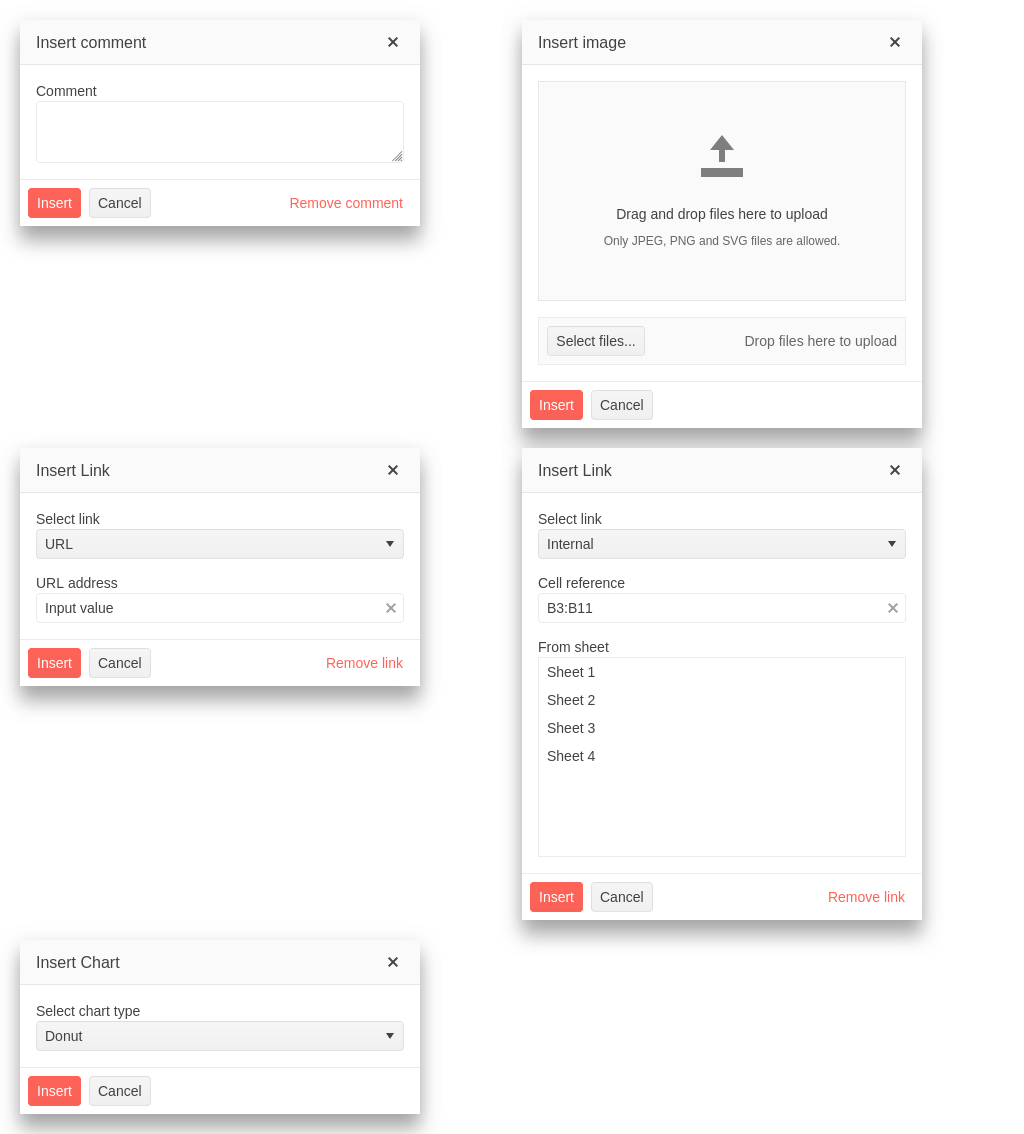 Insert comment
Comment
Insert
Cancel
Remove comment
Insert image
Drag and drop files here to upload
Only JPEG, PNG and SVG files are allowed.
Select files...
Drop files here to upload
Insert
Cancel
Insert Link
Select link
URL
URL address
Input value
Insert
Cancel
Remove link
Insert Link
Select link
Internal
Cell reference
B3:B11
From sheet
Sheet 1
Sheet 2
Sheet 3
Sheet 4
Insert
Cancel
Remove link
Insert Chart
Select chart type
Donut
Insert
Cancel